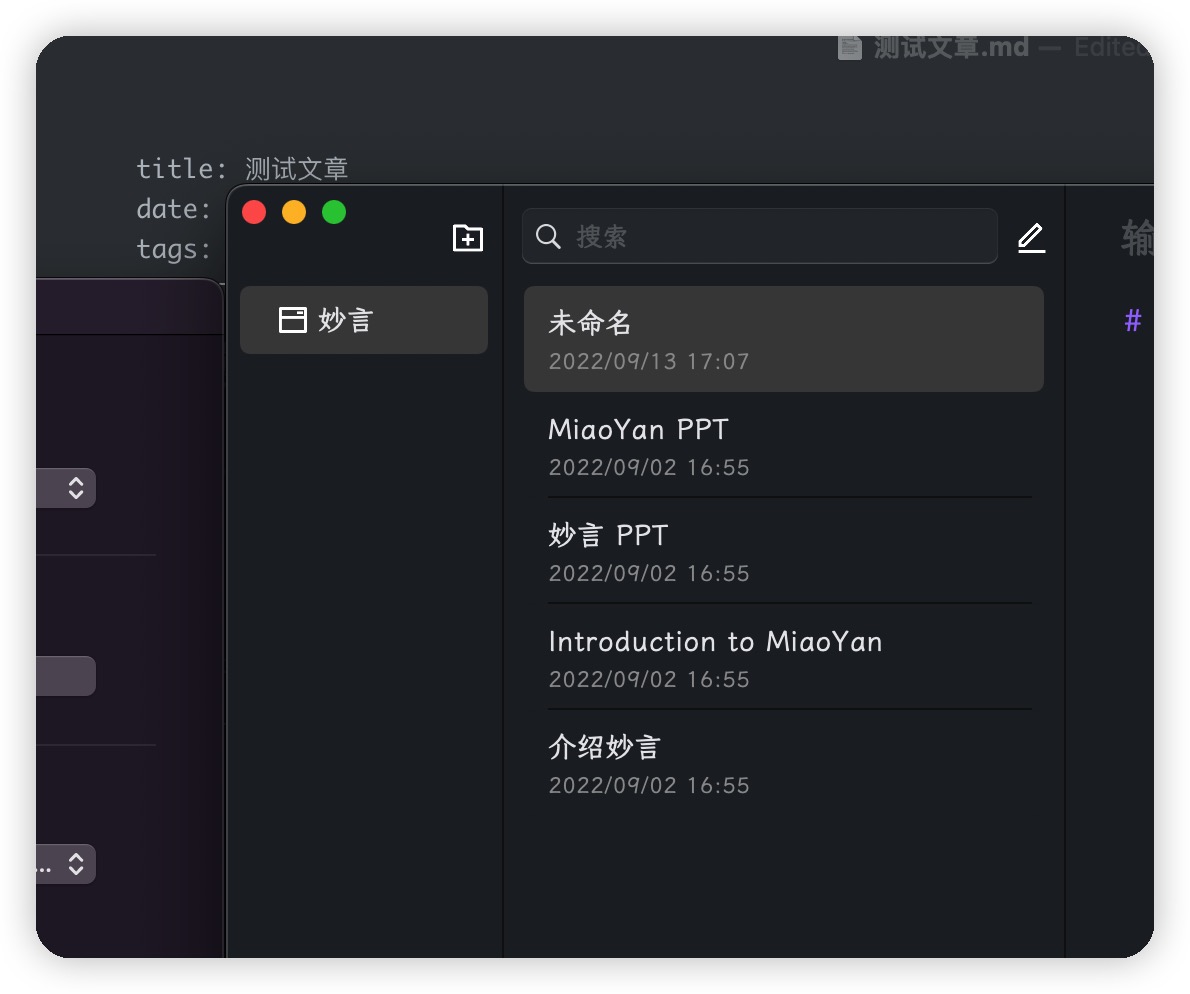 测试文章.md — Edited
title: 测试文章
date:
tags:
搜索
输
妙言
#
未命名
2022/09/13 17:07
MiaoYan PPT
2022/09/02 16:55
妙言 PPT
2022/09/02 16:55
Introduction to MiaoYan
2022/09/02 16:55
介绍妙言
2022/09/02 16:55
...